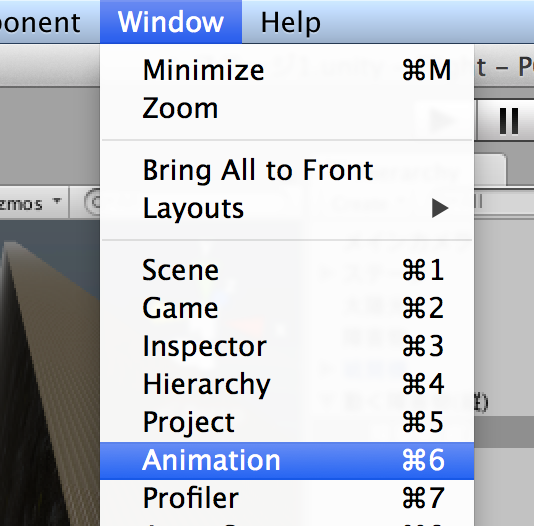 ponent Window Help
Minimize ⌘M
Zoom
Bring All to Front
Layouts ▶
zmos
Scene ⌘1
Game ⌘2
Inspector ⌘3
Hierarchy ⌘4
Project ⌘5
Animation ⌘6
Profiler ⌘7